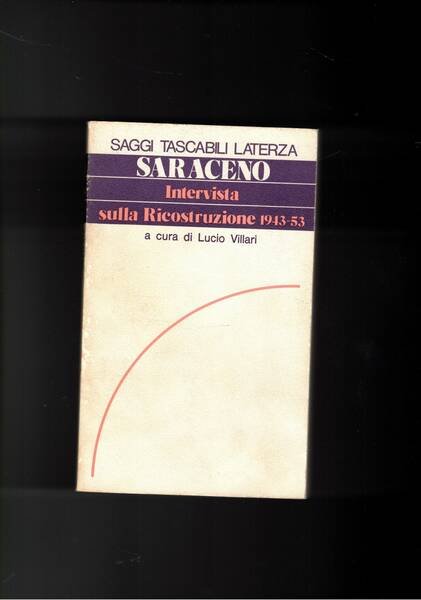 SAGGI TASCABILI LATERZA
SARACENO
Intervista
sulla Ricostruzione 1943-53
a cura di Lucio Villari